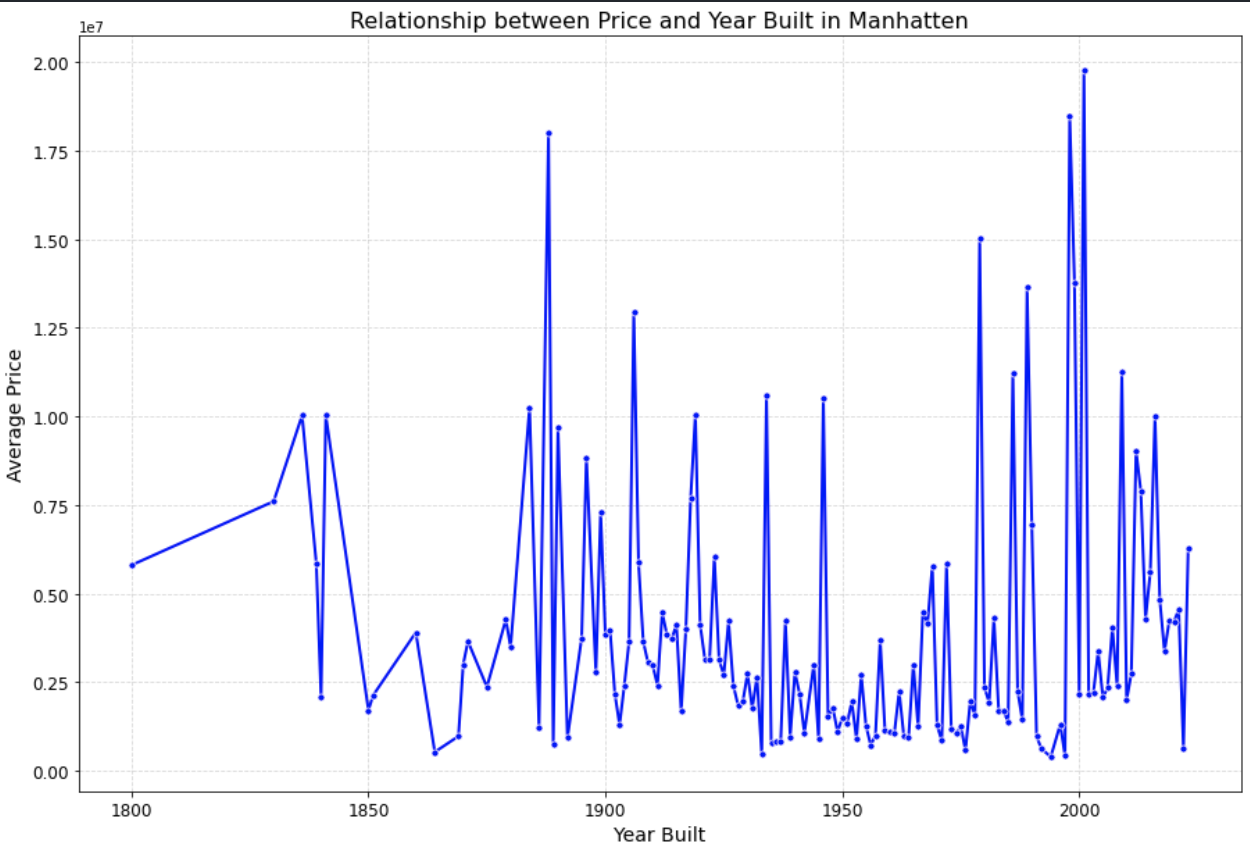 Relationship between Price and Year Built in Manhatten
1e7
2.00
1.75
1.50
1.25
1.00
0.75
0.50
0.25
0.00
Average Price
1800 1850 1900 1950 2000
Year Built